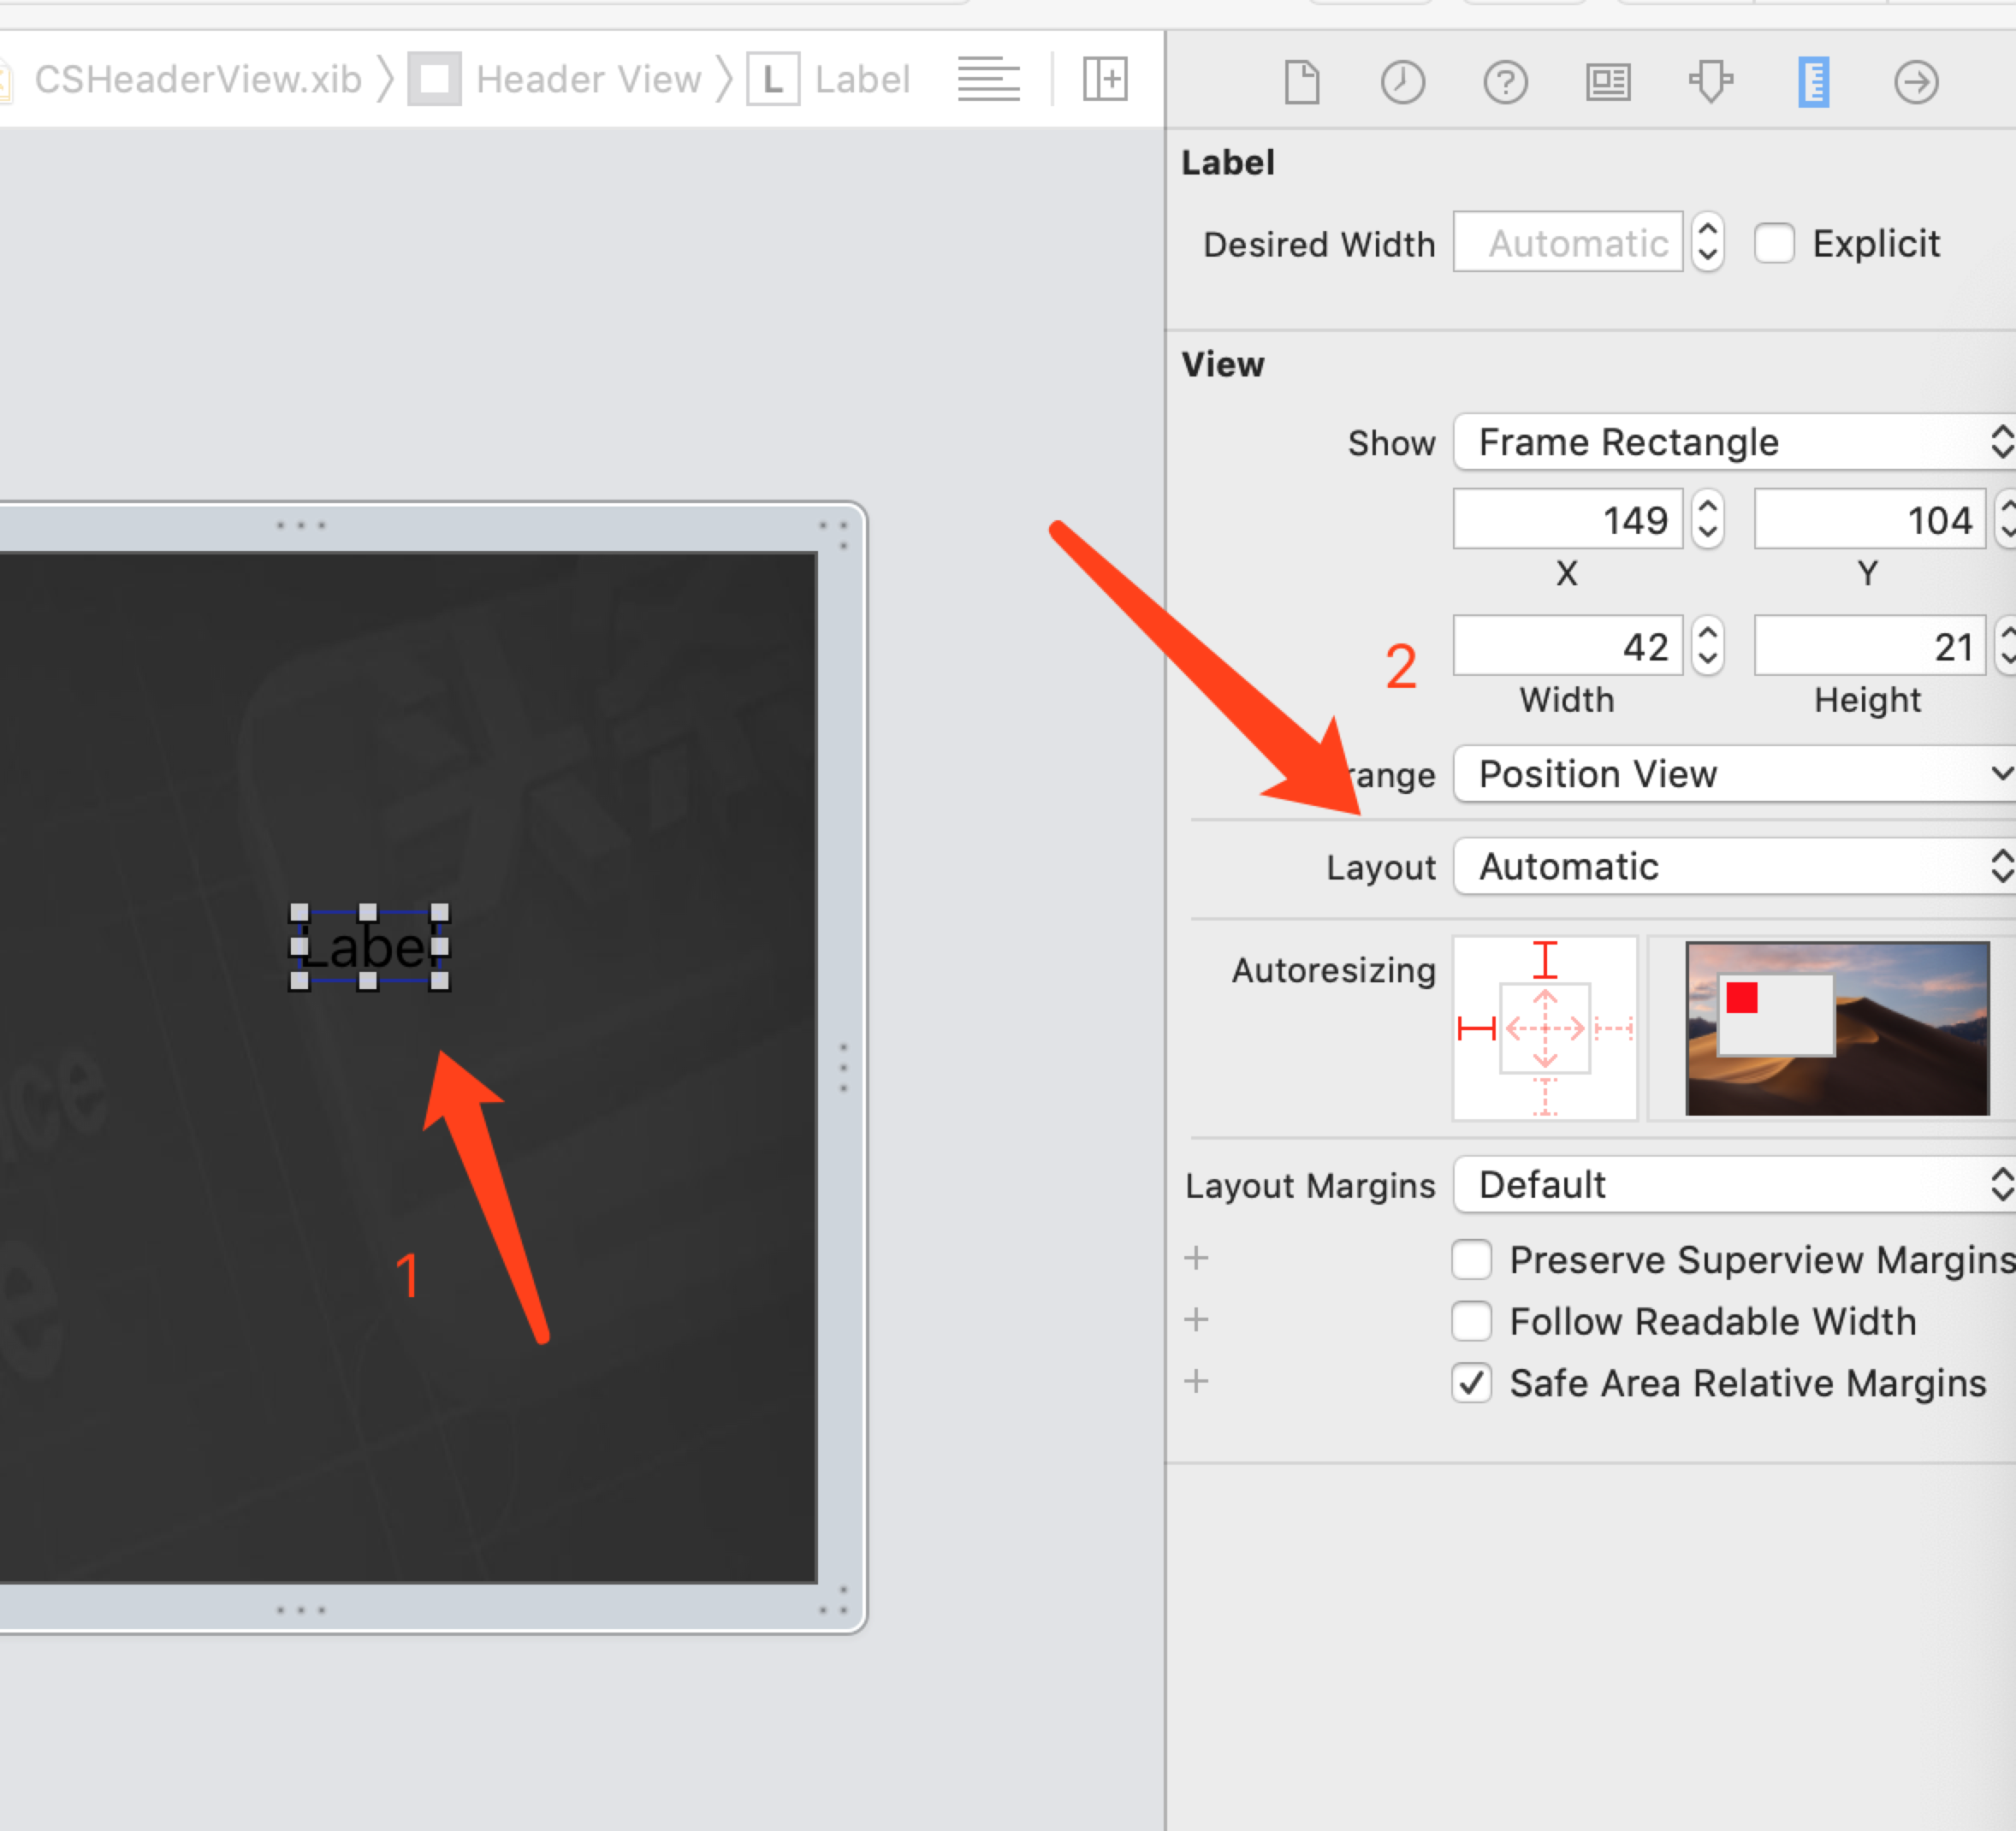 CSHeaderView.xib
Header View
L
Label
Label
Desired Width
Automatic
Explicit
View
Show
Frame Rectangle
149
104
X
Y
2
42
21
Width
Height
range
Position View
Layout
Automatic
Label
Autoresizing
ice
e
1
Layout Margins
Default
Preserve Superview Margins
Follow Readable Width
Safe Area Relative Margins